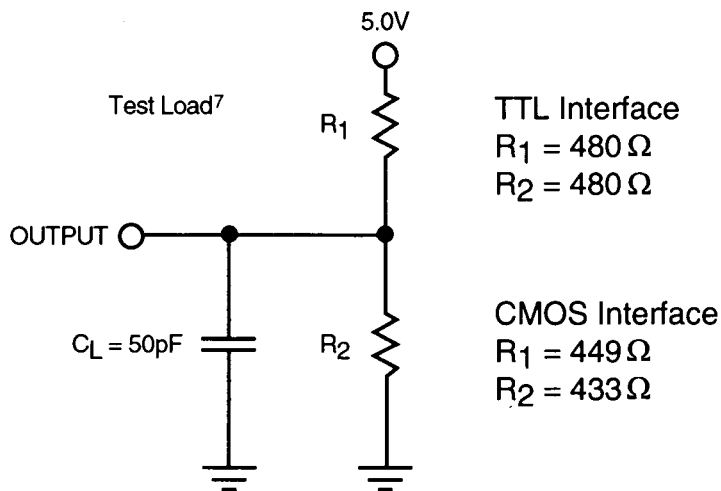 5.0V
Test Load⁷
R₁
TTL Interface
R₁ = 480 Ω
R₂ = 480 Ω
OUTPUT
C_L = 50pF
R₂
CMOS Interface
R₁ = 449 Ω
R₂ = 433 Ω